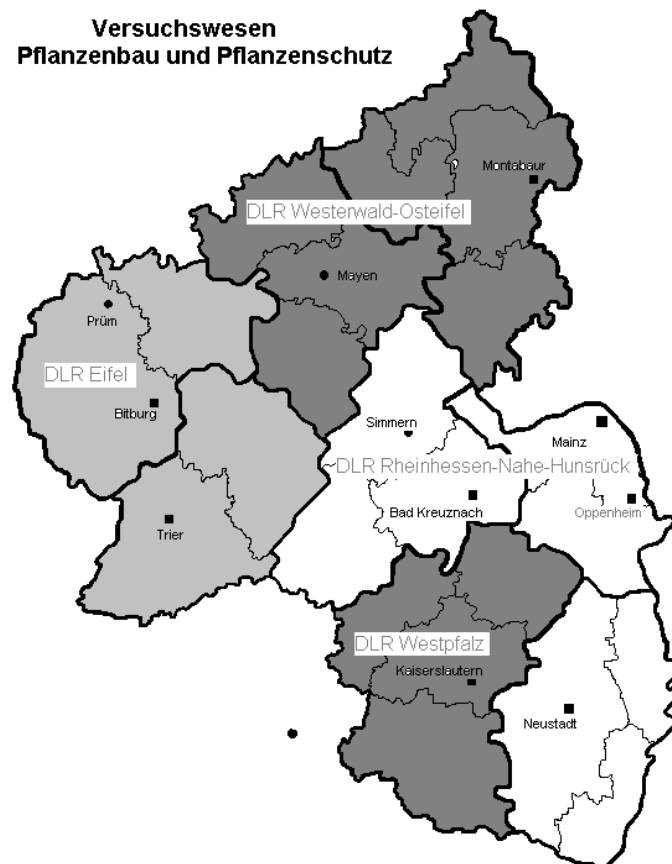 Versuchswesen
Pflanzenbau und Pflanzenschutz
Montabaur
DLR Westerwald-Osteifel
Mayen
Prüm
DLR Eifel
Bitburg
Simmern
Mainz
DLR Rheinhessen-Nahe-Hunsrück
Bad Kreuznach
Oppenheim
Trier
DLR Westpfalz
Kaiserslautern
Neustadt